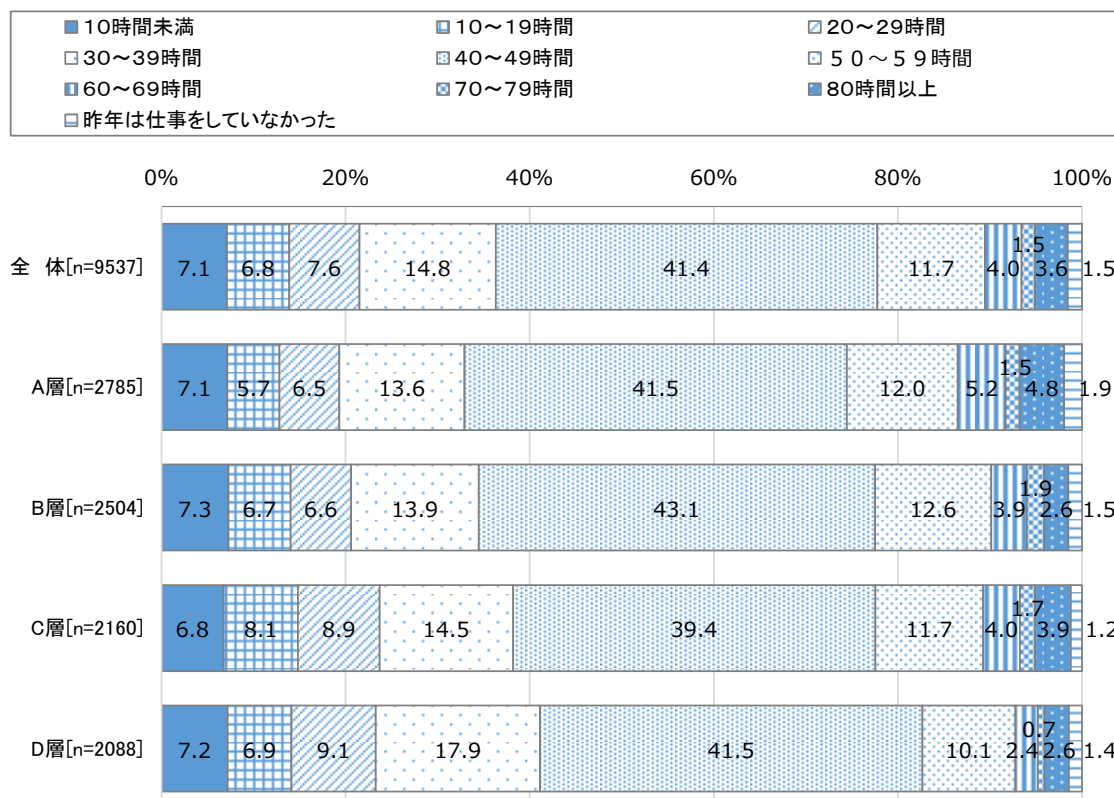 10時間未満 10～19時間 20～29時間
30～39時間 40～49時間 ５０～５９時間
60～69時間 70～79時間 80時間以上
昨年は仕事をしていなかった
0% 20% 40% 60% 80% 100%
全　体[n=9537] 7.1 6.8 7.6 14.8 41.4 11.7 4.0 1.5 3.6 1.5
A層[n=2785] 7.1 5.7 6.5 13.6 41.5 12.0 5.2 1.5 4.8 1.9
B層[n=2504] 7.3 6.7 6.6 13.9 43.1 12.6 3.9 1.9 2.6 1.5
C層[n=2160] 6.8 8.1 8.9 14.5 39.4 11.7 4.0 1.7 3.9 1.2
D層[n=2088] 7.2 6.9 9.1 17.9 41.5 10.1 2.4 0.7 2.6 1.4